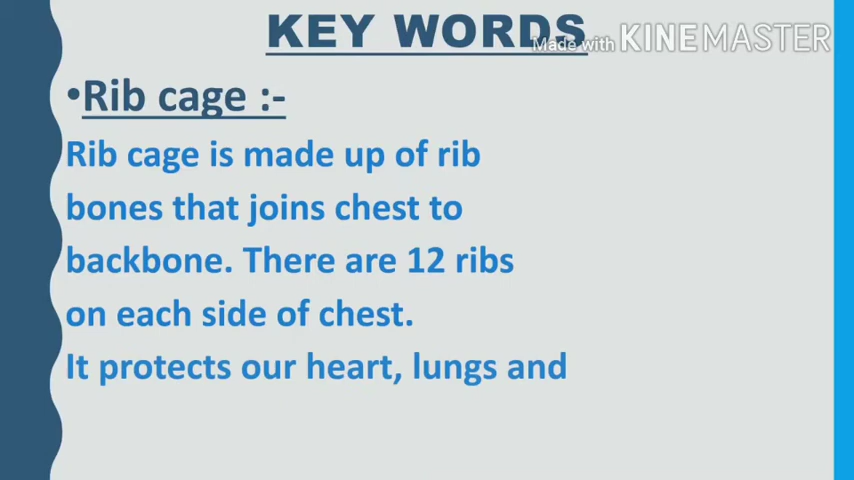 KEY WORDS
Made with KINEMASTER
•Rib cage :-
Rib cage is made up of rib
bones that joins chest to
backbone. There are 12 ribs
on each side of chest.
It protects our heart, lungs and